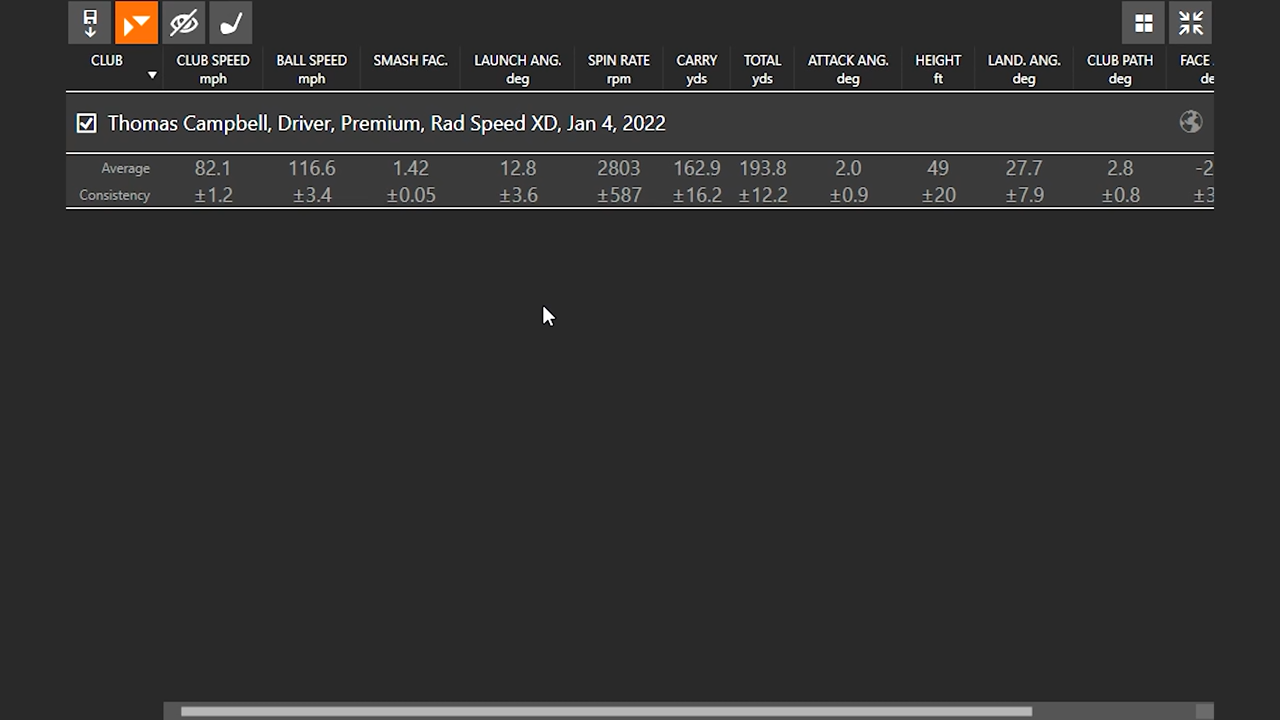 CLUB CLUB SPEED BALL SPEED SMASH FAC. LAUNCH ANG. SPIN RATE CARRY TOTAL ATTACK ANG. HEIGHT LAND. ANG. CLUB PATH FACE
mph mph deg rpm yds yds deg ft deg deg de
Thomas Campbell, Driver, Premium, Rad Speed XD, Jan 4, 2022
Average 82.1 116.6 1.42 12.8 2803 162.9 193.8 2.0 49 27.7 2.8 -2
Consistency ±1.2 ±3.4 ±0.05 ±3.6 ±587 ±16.2 ±12.2 ±0.9 ±20 ±7.9 ±0.8 ±3